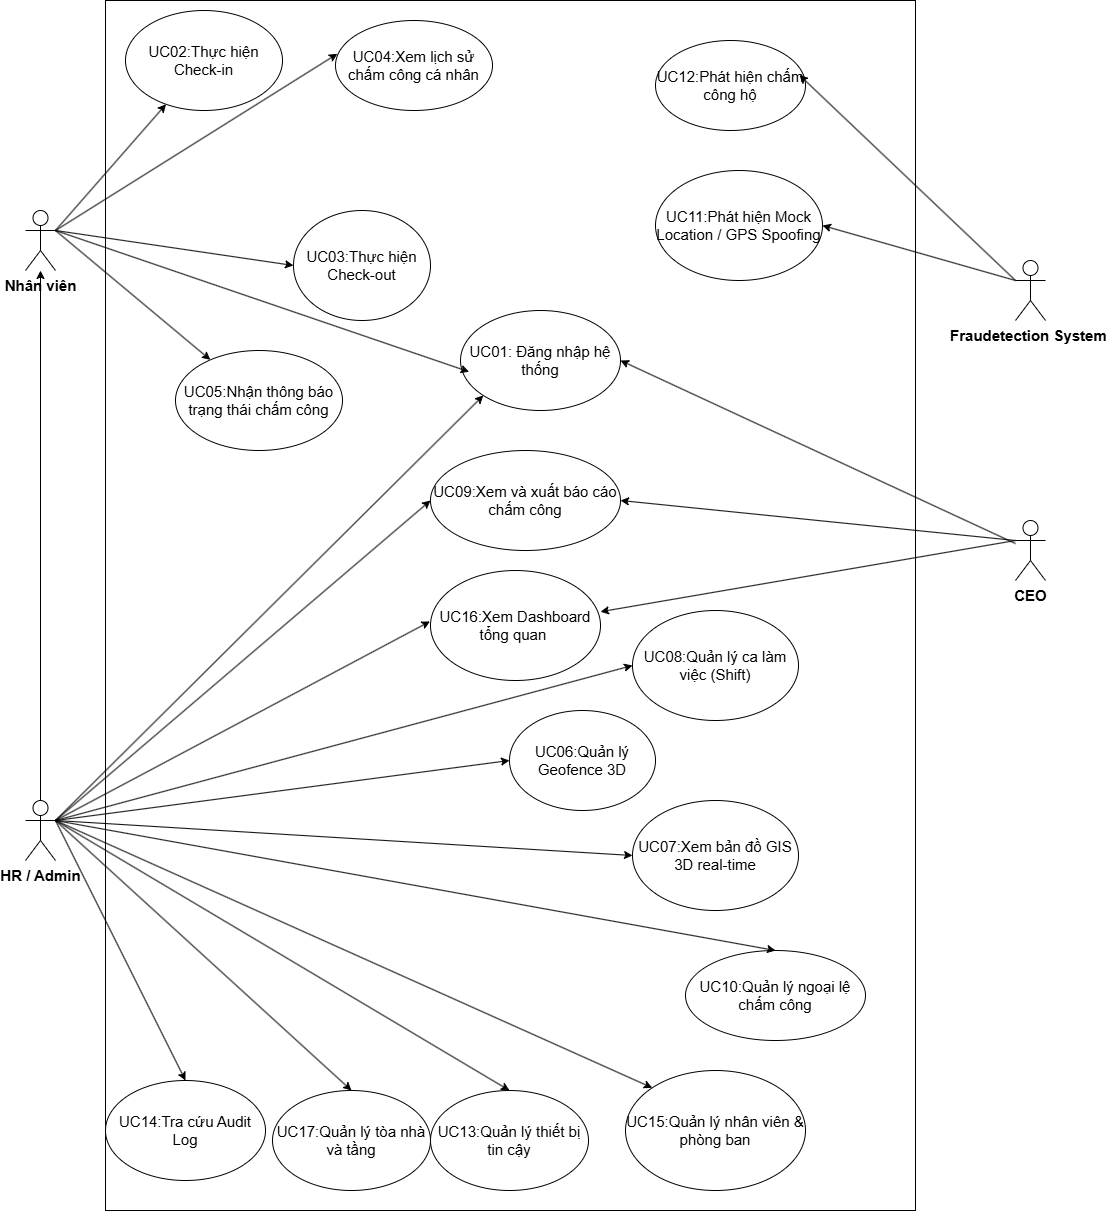 UC02:Thực hiện
Check-in
UC04:Xem lịch sử
chấm công cá nhân
UC12:Phát hiện chấm
công hộ
UC11:Phát hiện Mock
Location / GPS Spoofing
Nhân viên
UC03:Thực hiện
Check-out
Fraudetection System
UC01: Đăng nhập hệ
thống
UC05:Nhận thông báo
trạng thái chấm công
UC09:Xem và xuất báo cáo
chấm công
CEO
UC16:Xem Dashboard
tổng quan
UC08:Quản lý ca làm
việc (Shift)
UC06:Quản lý
Geofence 3D
UC07:Xem bản đồ GIS
3D real-time
HR / Admin
UC10:Quản lý ngoại lệ
chấm công
UC14:Tra cứu Audit
Log
UC17:Quản lý tòa nhà
và tầng
UC13:Quản lý thiết bị
tin cậy
UC15:Quản lý nhân viên &
phòng ban